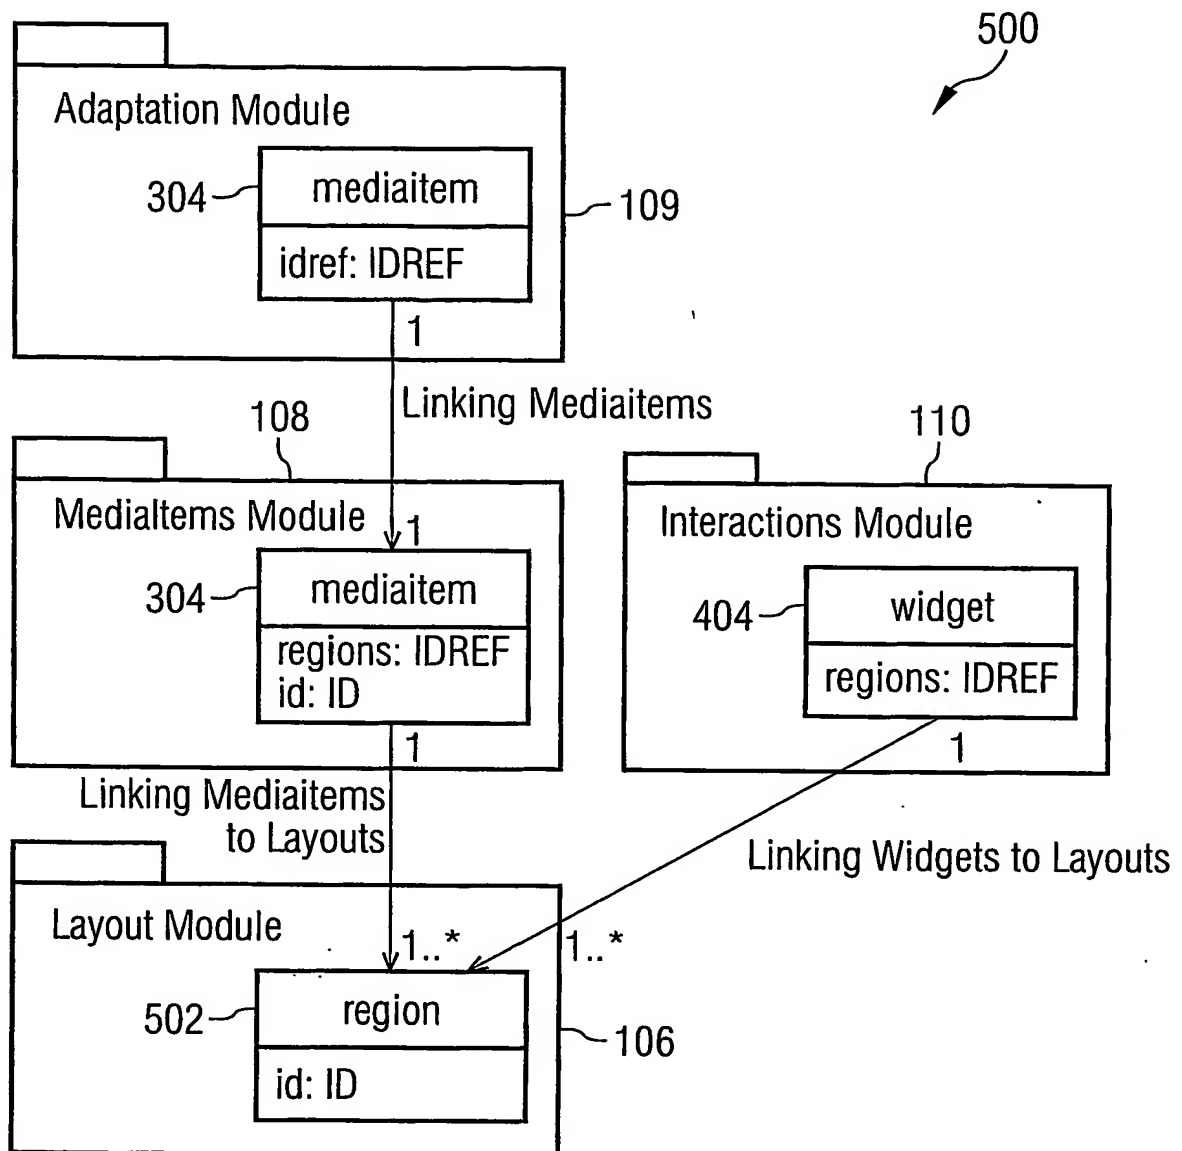 500
Adaptation Module
304
mediaitem
109
idref: IDREF
1
Linking Mediaitems
108
110
MediaItems Module
1
Interactions Module
304
mediaitem
404
widget
regions: IDREF
id: ID
regions: IDREF
1
1
Linking Mediaitems
to Layouts
Linking Widgets to Layouts
Layout Module
1..*
1..*
502
region
106
id: ID